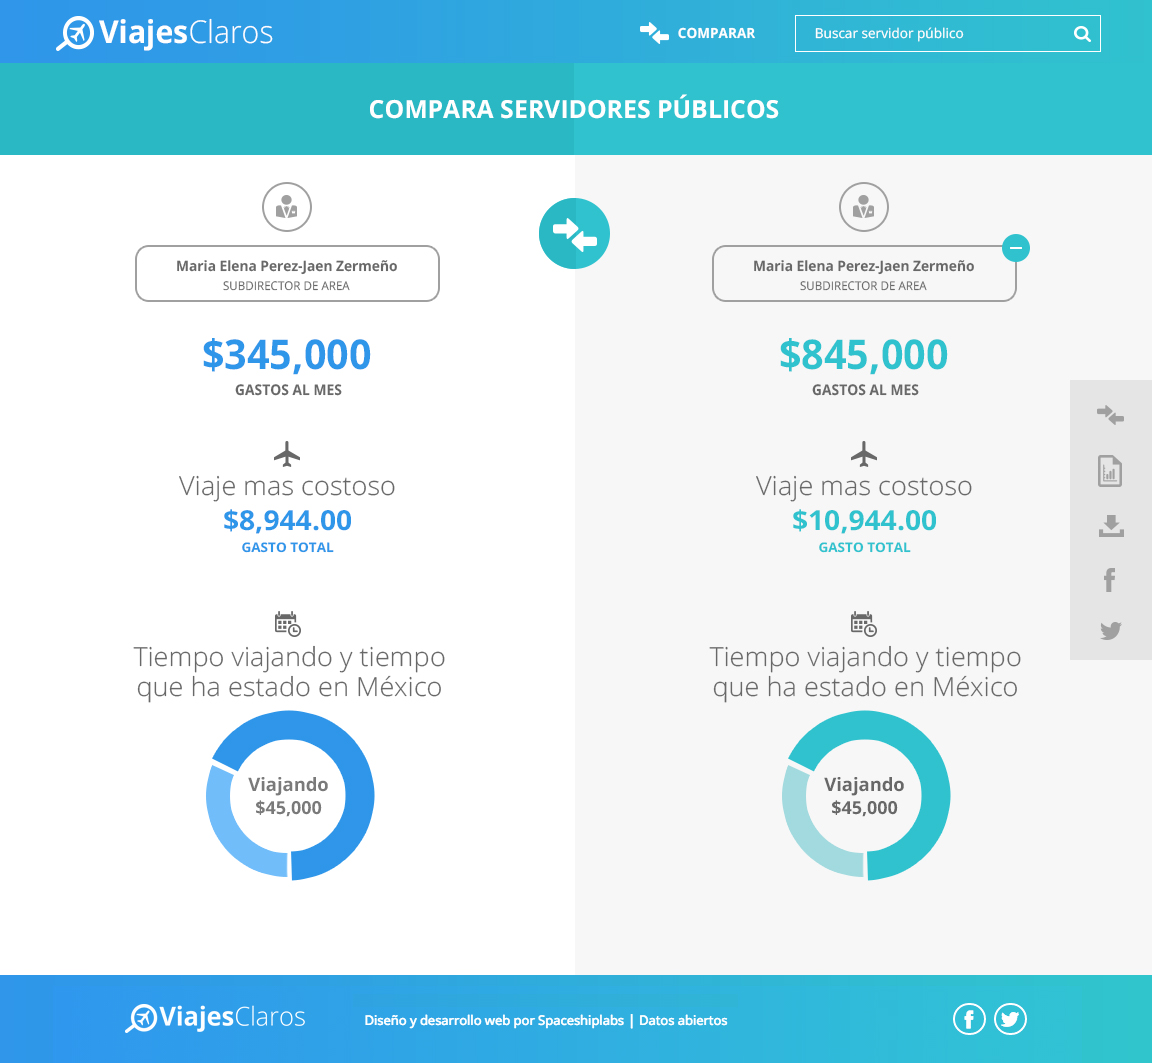 ViajesClaros
COMPARAR
Buscar servidor público
COMPARA SERVIDORES PÚBLICOS
Maria Elena Perez-Jaen Zermeño
SUBDIRECTOR DE AREA
$345,000
GASTOS AL MES
Viaje mas costoso
$8,944.00
GASTO TOTAL
Tiempo viajando y tiempo
que ha estado en México
Viajando
$45,000
Maria Elena Perez-Jaen Zermeño
SUBDIRECTOR DE AREA
$845,000
GASTOS AL MES
Viaje mas costoso
$10,944.00
GASTO TOTAL
Tiempo viajando y tiempo
que ha estado en México
Viajando
$45,000
ViajesClaros
Diseño y desarrollo web por Spaceshiplabs | Datos abiertos